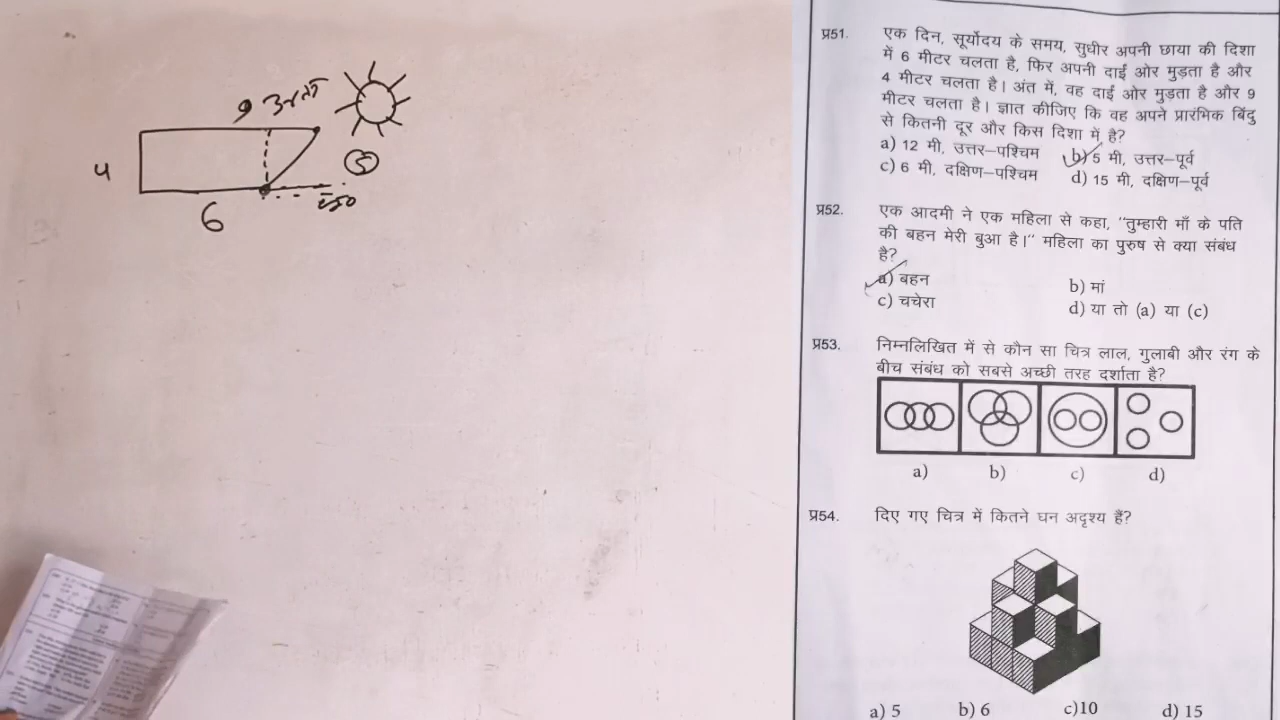 9
4
6
5
प्र51. एक दिन, सूर्योदय के समय, सुधीर अपनी छाया की दिशा
में 6 मीटर चलता है, फिर अपनी दाईं ओर मुड़ता है और
4 मीटर चलता है। अंत में, वह दाईं ओर मुड़ता है और 9
मीटर चलता है। ज्ञात कीजिए कि वह अपने प्रारंभिक बिंदु
से कितनी दूर और किस दिशा में है?
a) 12 मी, उत्तर–पश्चिम b) 5 मी, उत्तर–पूर्व
c) 6 मी, दक्षिण–पश्चिम d) 15 मी, दक्षिण–पूर्व
प्र52. एक आदमी ने एक महिला से कहा, "तुम्हारी माँ के पति
की बहन मेरी बुआ है।" महिला का पुरुष से क्या संबंध
है?
a) बहन b) मां
c) चचेरा d) या तो (a) या (c)
प्र53. निम्नलिखित में से कौन सा चित्र लाल, गुलाबी और रंग के
बीच संबंध को सबसे अच्छी तरह दर्शाता है?
a) b) c) d)
प्र54. दिए गए चित्र में कितने घन अदृश्य हैं?
a) 5 b) 6 c)10 d) 15